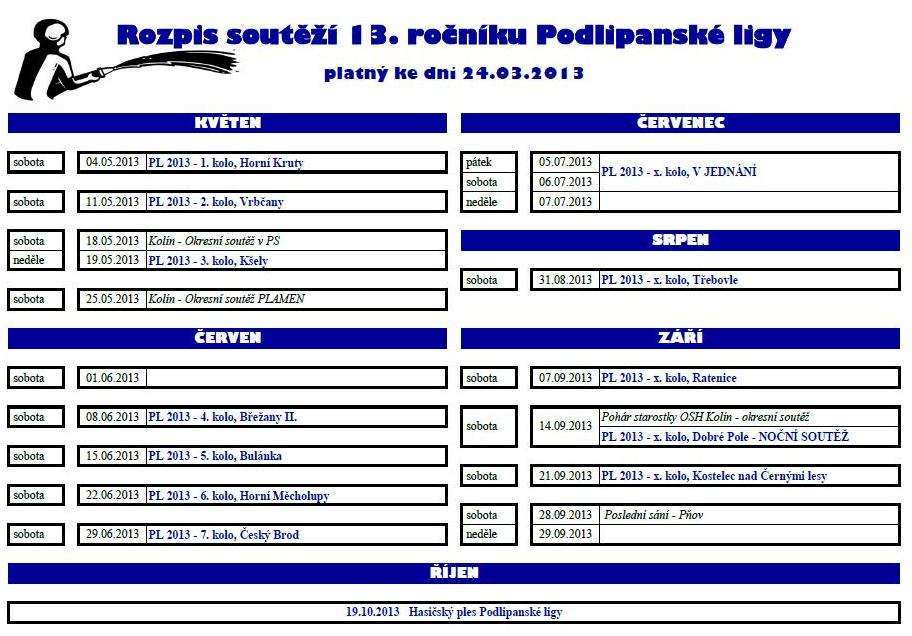 Rozpis soutěží 13. ročníku Podlipanské ligy
platný ke dni 24.03.2013
KVĚTEN
sobota 04.05.2013 PL 2013 - 1. kolo, Horní Kruty
sobota 11.05.2013 PL 2013 - 2. kolo, Vrbčany
sobota 18.05.2013 Kolín - Okresní soutěž v PS
neděle 19.05.2013 PL 2013 - 3. kolo, Kšely
sobota 25.05.2013 Kolín - Okresní soutěž PLAMEN
ČERVEN
sobota 01.06.2013
sobota 08.06.2013 PL 2013 - 4. kolo, Břežany II.
sobota 15.06.2013 PL 2013 - 5. kolo, Bulánka
sobota 22.06.2013 PL 2013 - 6. kolo, Horní Měcholupy
sobota 29.06.2013 PL 2013 - 7. kolo, Český Brod
ČERVENEC
pátek 05.07.2013
PL 2013 - x. kolo, V JEDNÁNÍ
sobota 06.07.2013
neděle 07.07.2013
SRPEN
sobota 31.08.2013 PL 2013 - x. kolo, Třebovle
ZÁŘÍ
sobota 07.09.2013 PL 2013 - x. kolo, Ratenice
sobota 14.09.2013 Pohár starostky OSH Kolín - okresní soutěž
PL 2013 - x. kolo, Dobré Pole - NOČNÍ SOUTĚŽ
sobota 21.09.2013 PL 2013 - x. kolo, Kostelec nad Černými lesy
sobota 28.09.2013 Poslední sání - Pňov
neděle 29.09.2013
ŘÍJEN
19.10.2013 Hasičský ples Podlipanské ligy